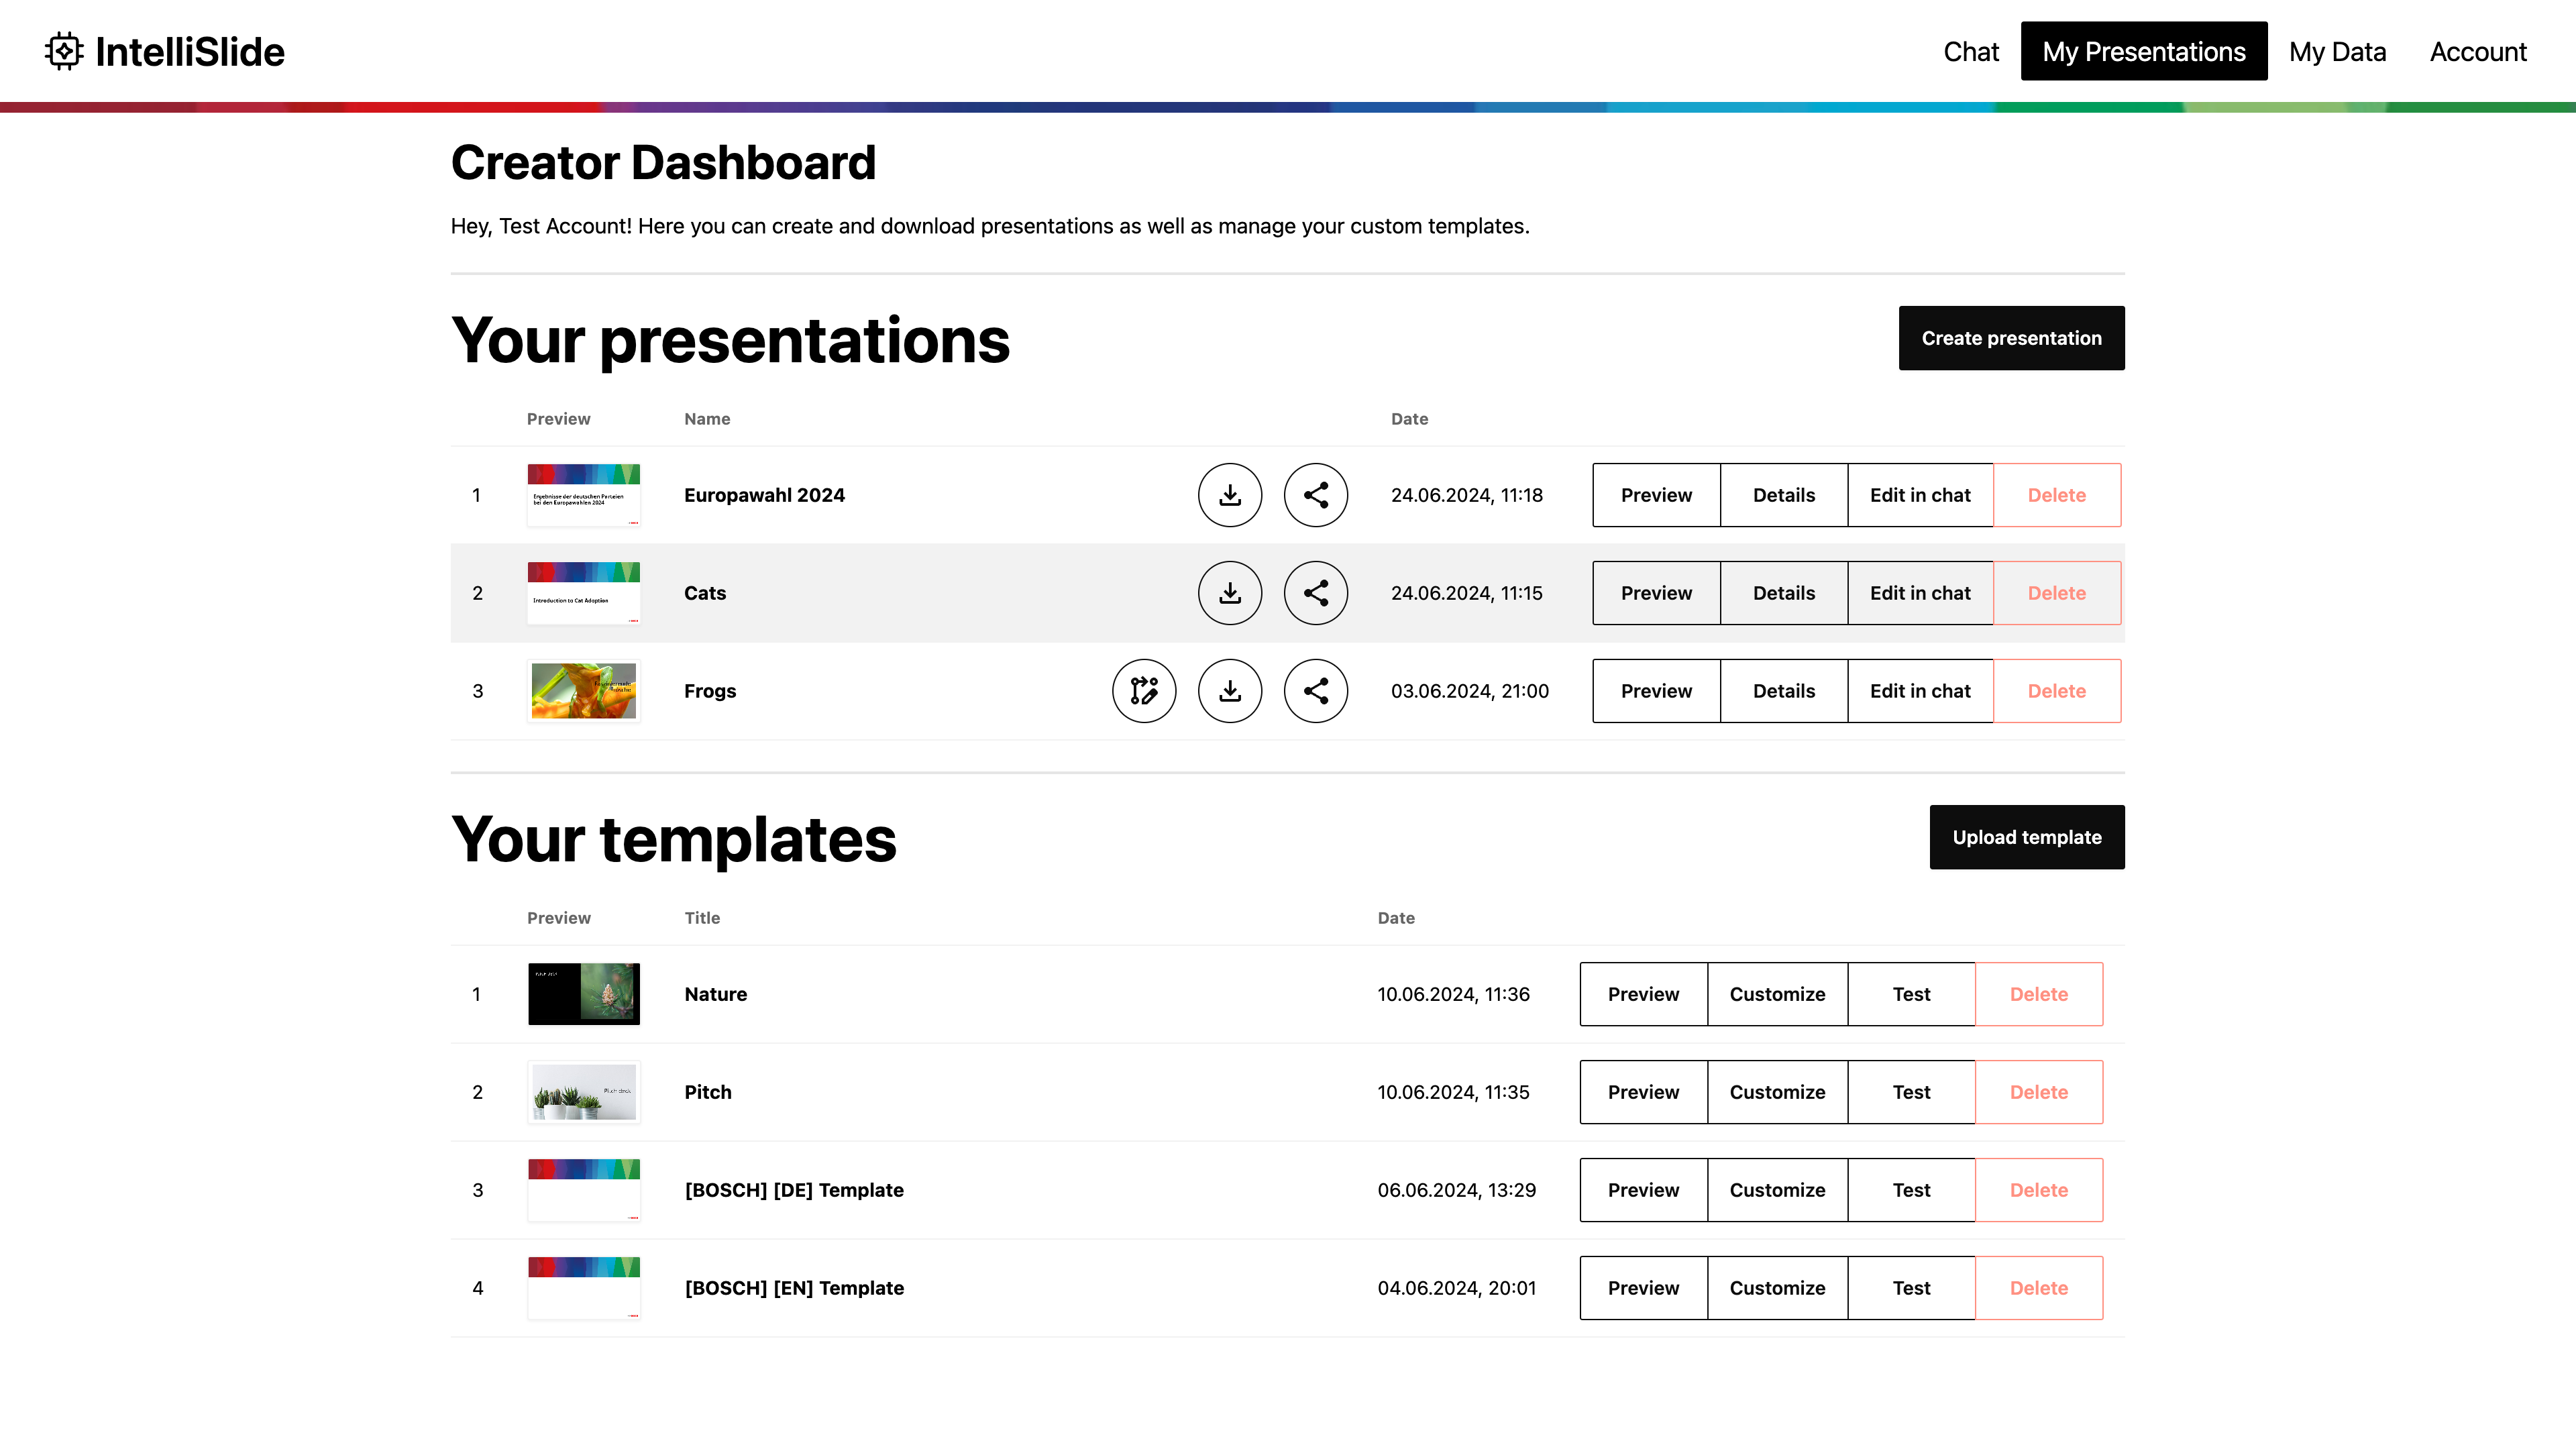 IntelliSlide
Chat My Presentations My Data Account
Creator Dashboard
Hey, Test Account! Here you can create and download presentations as well as manage your custom templates.
Your presentations
Create presentation
Preview Name Date
1 Ergebnisse der deutschen Parteien
bei den Europawahlen 2024
Europawahl 2024 24.06.2024, 11:18 Preview Details Edit in chat Delete
2 Introduction to Cat Adoption Cats 24.06.2024, 11:15 Preview Details Edit in chat Delete
3 Frogs 03.06.2024, 21:00 Preview Details Edit in chat Delete
Your templates
Upload template
Preview Title Date
1 Nature 10.06.2024, 11:36 Preview Customize Test Delete
2 Pitch deck Pitch 10.06.2024, 11:35 Preview Customize Test Delete
3 [BOSCH] [DE] Template 06.06.2024, 13:29 Preview Customize Test Delete
4 [BOSCH] [EN] Template 04.06.2024, 20:01 Preview Customize Test Delete